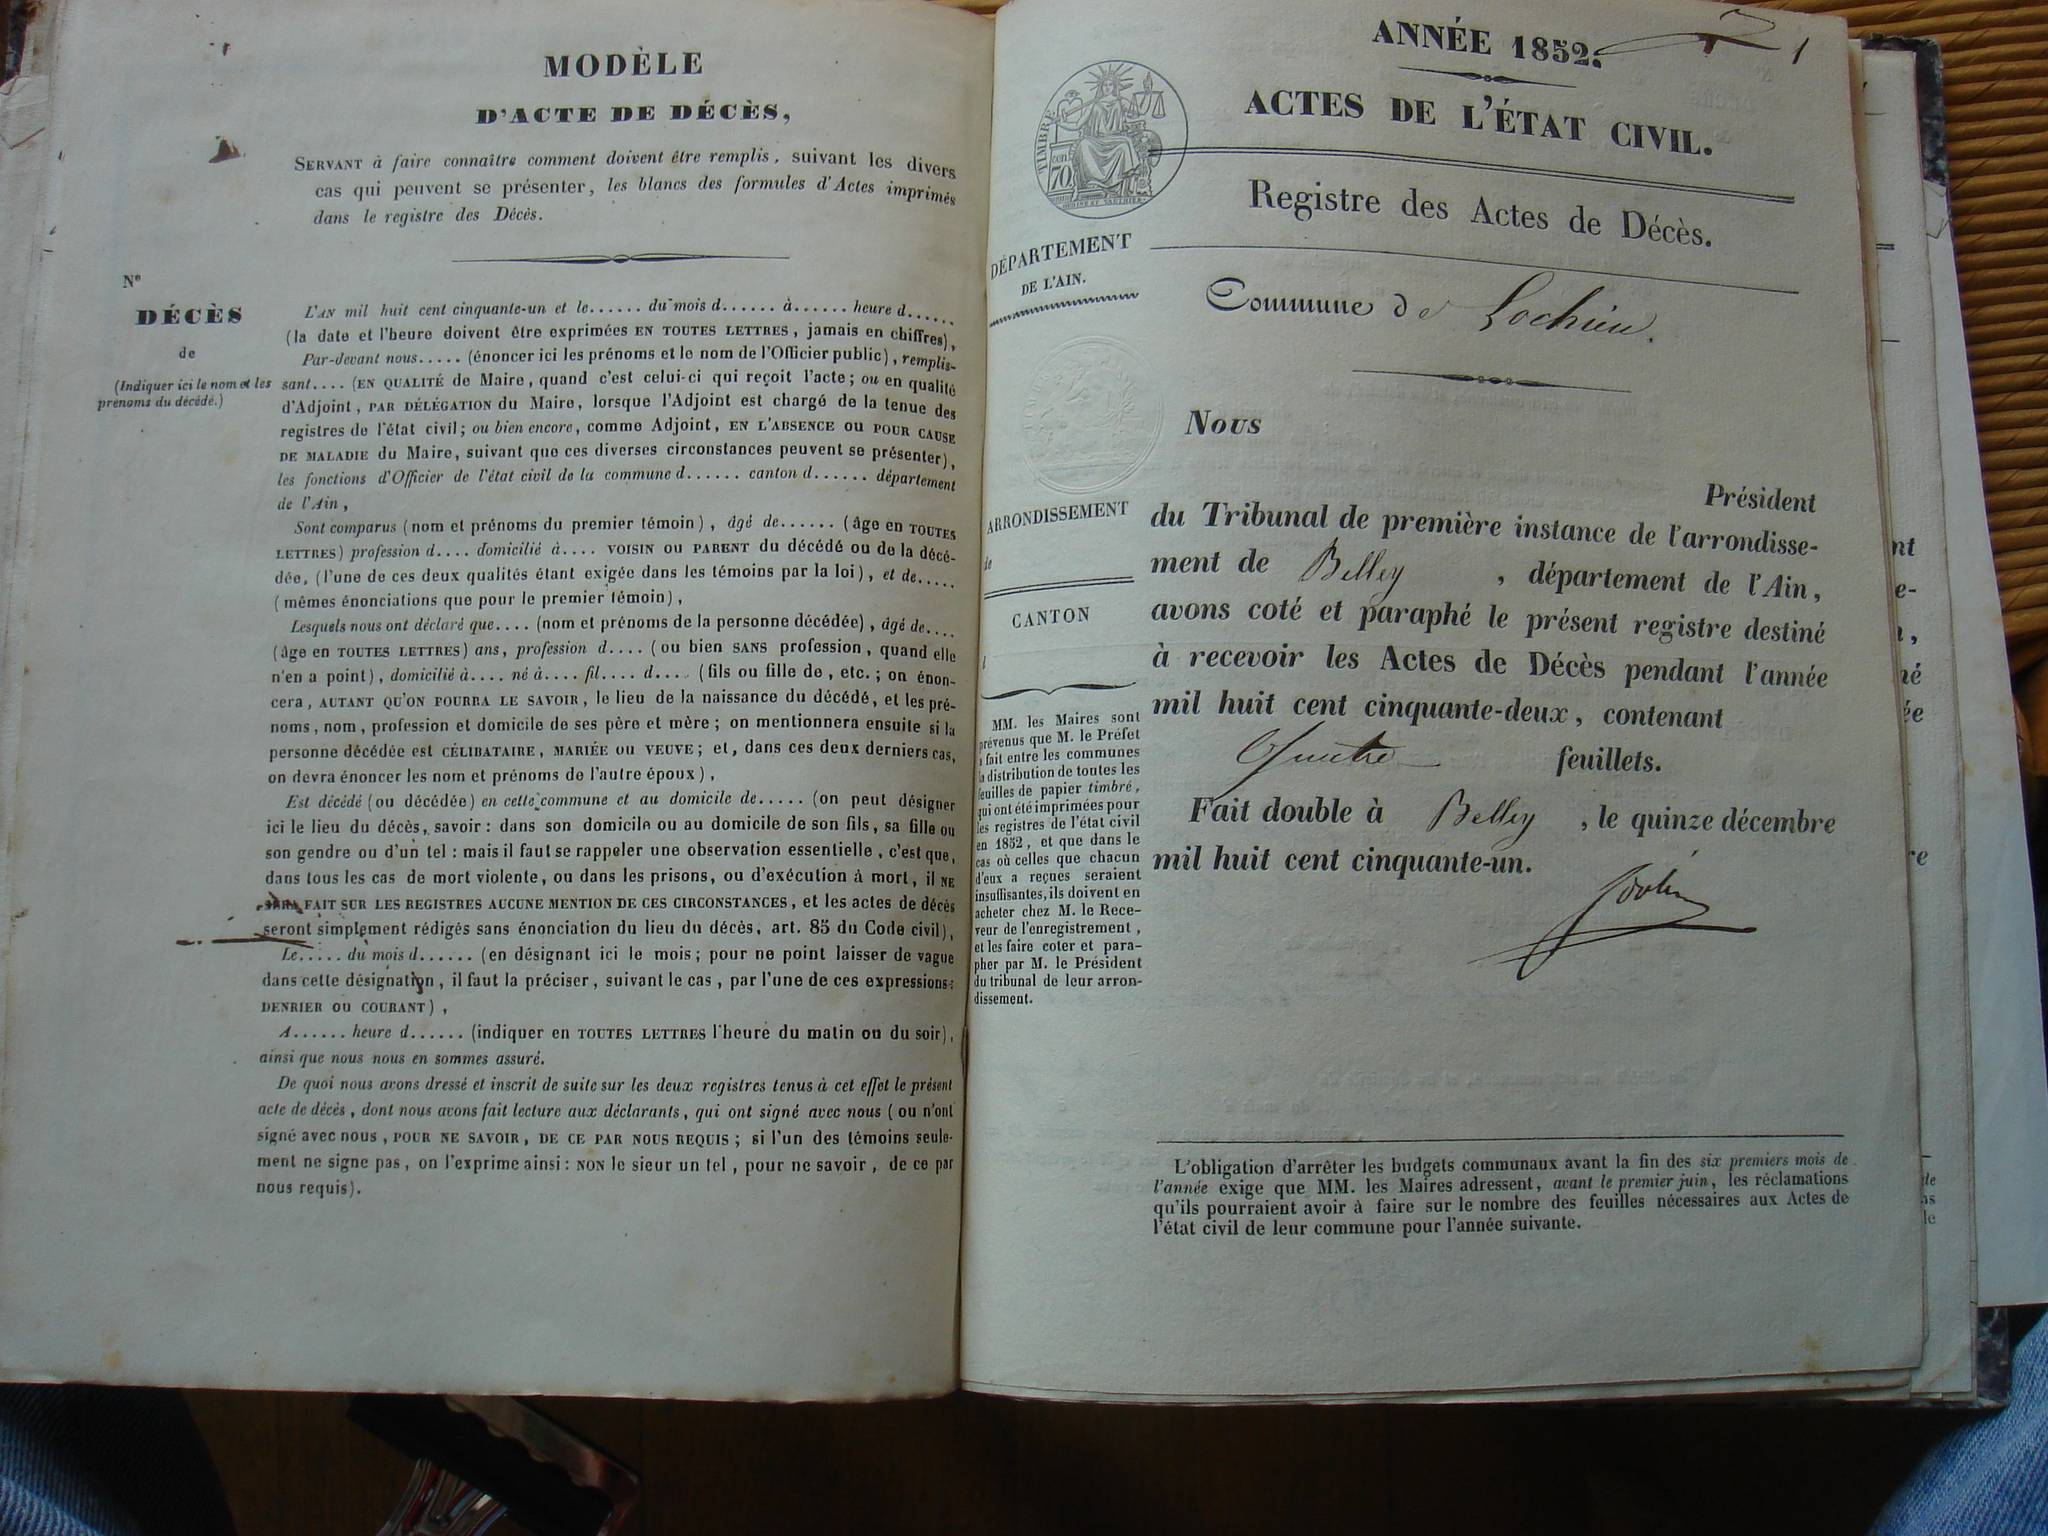 MODÈLE
D'ACTE DE DÉCÈS,
SERVANT à faire connaître comment doivent être remplis, suivant les divers
cas qui peuvent se présenter, les blancs des formules d'Actes imprimés
dans le registre des Décès.
No
DÉCÈS
de
(Indiquer ici le nom et les
prénoms du décédé.)
L'AN mil huit cent cinquante-un et le...... du mois d...... à...... heure d......
(la date et l'heure doivent être exprimées EN TOUTES LETTRES, jamais en chiffres),
Par-devant nous..... (énoncer ici les prénoms et le nom de l'Officier public), remplis-
sant.... (EN QUALITÉ de Maire, quand c'est celui-ci qui reçoit l'acte; ou en qualité
d'Adjoint, PAR DÉLÉGATION du Maire, lorsque l'Adjoint est chargé de la tenue des
registres de l'état civil; ou bien encore, comme Adjoint, EN L'ABSENCE OU POUR CAUSE
DE MALADIE du Maire, suivant que ces diverses circonstances peuvent se présenter),
les fonctions d'Officier de l'état civil de la commune d...... canton d...... département
de l'Ain,
Sont comparus (nom et prénoms du premier témoin), âgé de...... (âge en TOUTES
LETTRES) profession d.... domicilié à.... VOISIN OU PARENT du décédé ou de la décé-
dée, (l'une de ces deux qualités étant exigée dans les témoins par la loi), et de.....
(mêmes énonciations que pour le premier témoin),
Lesquels nous ont déclaré que.... (nom et prénoms de la personne décédée), âgé de....
(âge en TOUTES LETTRES) ans, profession d.... (ou bien SANS profession, quand elle
n'en a point), domicilié à.... né à.... fil.... d.... (fils ou fille de, etc.; on énon-
cera, AUTANT QU'ON POURRA LE SAVOIR, le lieu de la naissance du décédé, et les pré-
noms, nom, profession et domicile de ses père et mère; on mentionnera ensuite si la
personne décédée est CÉLIBATAIRE, MARIÉE OU VEUVE; et, dans ces deux derniers cas,
on devra énoncer les nom et prénoms de l'autre époux),
Est décédé (ou décédée) en cette commune et au domicile de..... (on peut désigner
ici le lieu du décès, savoir: dans son domicile ou au domicile de son fils, sa fille ou
son gendre ou d'un tel: mais il faut se rappeler une observation essentielle, c'est que,
dans tous les cas de mort violente, ou dans les prisons, ou d'exécution à mort, il NE
SERA FAIT SUR LES REGISTRES AUCUNE MENTION DE CES CIRCONSTANCES, et les actes de décès
seront simplement rédigés sans énonciation du lieu du décès, art. 85 du Code civil),
Le..... du mois d...... (en désignant ici le mois; pour ne point laisser de vague
dans cette désignation, il faut la préciser, suivant le cas, par l'une de ces expressions:
DENRIER OU COURANT),
A...... heure d...... (indiquer en TOUTES LETTRES l'heure du matin ou du soir),
ainsi que nous nous en sommes assuré.
De quoi nous avons dressé et inscrit de suite sur les deux registres tenus à cet effet le présent
acte de décès, dont nous avons fait lecture aux déclarants, qui ont signé avec nous (ou n'ont
signé avec nous, POUR NE SAVOIR, DE CE PAR NOUS REQUIS; si l'un des témoins seule-
ment ne signe pas, on l'exprime ainsi: NON le sieur un tel, pour ne savoir, de ce par
nous requis).
1
ANNÉE 1852.
ACTES DE L'ÉTAT CIVIL.
TIMBRE
cen
70
Registre des Actes de Décès.
DÉPARTEMENT
DE L'AIN.
Commune de Lochieu.
Nous
Président
du Tribunal de première instance de l'arrondisse-
ment de Belley, département de l'Ain,
avons coté et paraphé le présent registre destiné
à recevoir les Actes de Décès pendant l'année
mil huit cent cinquante-deux, contenant
Quatre feuillets.
Fait double à Belley, le quinze décembre
mil huit cent cinquante-un.
ARRONDISSEMENT
de
CANTON
MM. les Maires sont
prévenus que M. le Préfet
a fait entre les communes
la distribution de toutes les
feuilles de papier timbré,
qui ont été imprimées pour
les registres de l'état civil
en 1852, et que dans le
cas où celles que chacun
d'eux a reçues seraient
insuffisantes, ils doivent en
acheter chez M. le Rece-
veur de l'enregistrement,
et les faire coter et para-
pher par M. le Président
du tribunal de leur arron-
dissement.
L'obligation d'arrêter les budgets communaux avant la fin des six premiers mois de
l'année exige que MM. les Maires adressent, avant le premier juin, les réclamations
qu'ils pourraient avoir à faire sur le nombre des feuilles nécessaires aux Actes de
l'état civil de leur commune pour l'année suivante.